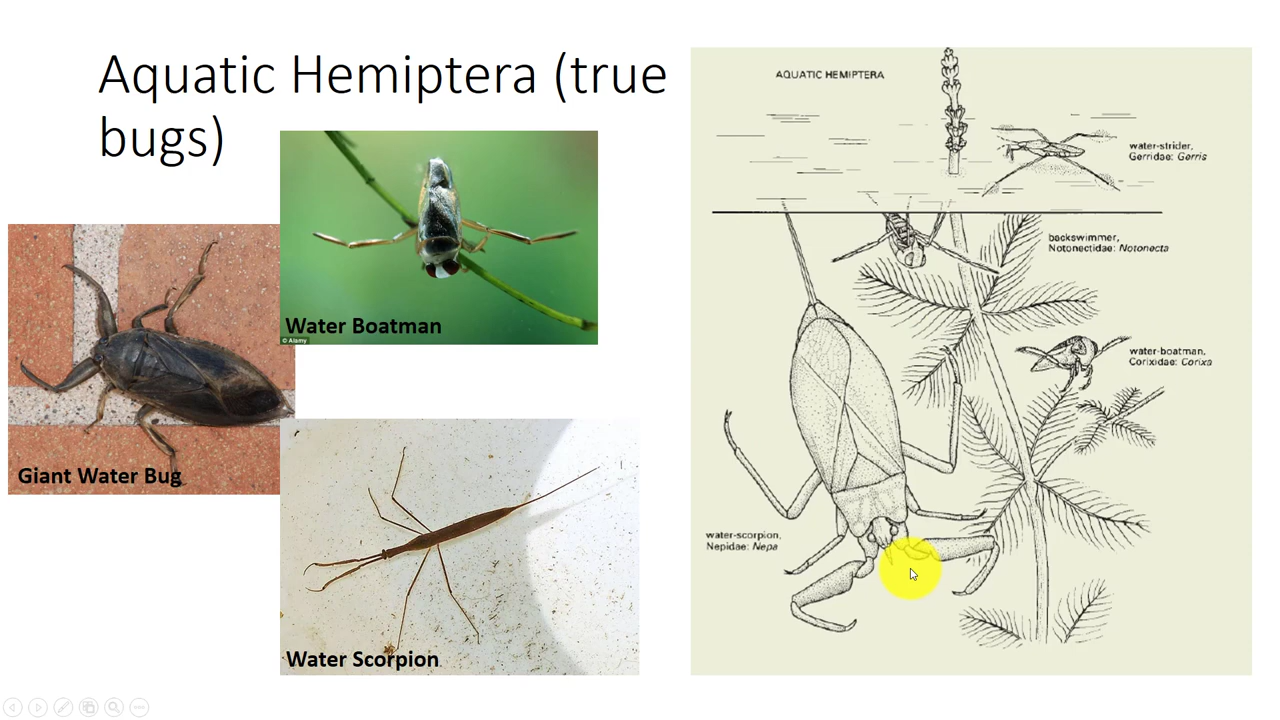 Aquatic Hemiptera (true
bugs)
Water Boatman
© Alamy
Giant Water Bug
Water Scorpion
AQUATIC HEMIPTERA
water-strider,
Gerridae: Gerris
backswimmer,
Notonectidae: Notonecta
water-boatman,
Corixidae: Corixa
water-scorpion,
Nepidae: Nepa